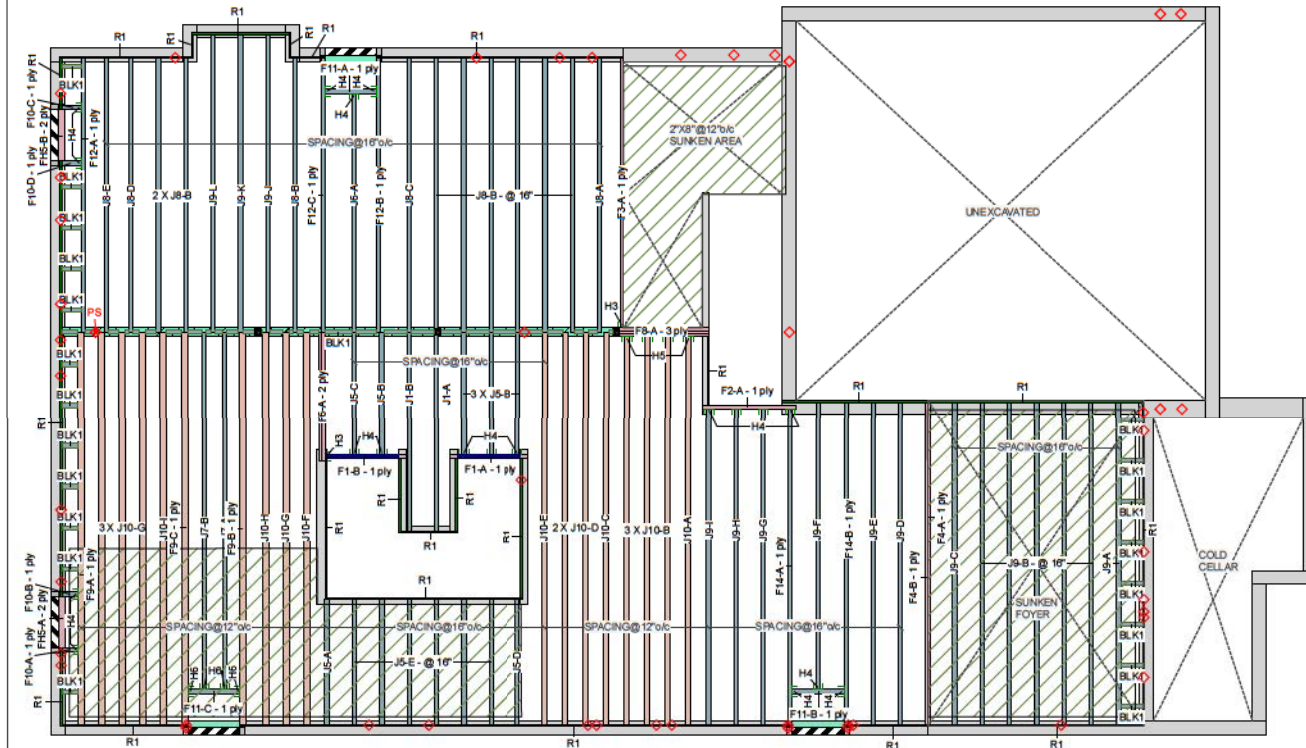 R1
R1
R1
R1
R1
R1
R1
R1
F11-A - 1 ply
H4
H4
H4
BLK1
F10-C - 1 ply
FH5-B - 2 ply
H4
F10-D - 1 ply
F12-A - 1 ply
BLK1
BLK1
BLK1
BLK1
SPACING@16"o/c
J8-E
J8-D
2 X J8-B
J9-L
J9-K
J9-J
J8-B
F12-C - 1 ply
J6-A
F12-B - 1 ply
J8-C
J8-B - @ 16"
J8-A
F3-A - 1 ply
2"X8"@12"o/c
SUNKEN AREA
UNEXCAVATED
PS
H3
F8-A - 3 ply
H5
BLK1
BLK1
BLK1
BLK1
BLK1
BLK1
BLK1
BLK1
BLK1
BLK1
SPACING@16"o/c
F6-A - 2 ply
J5-C
J5-B
J1-B
J1-A
3 X J5-B
R1
F2-A - 1 ply
H4
R1
R1
R1
H3
H4
H4
F1-B - 1 ply
F1-A - 1 ply
R1
R1
R1
R1
3 X J10-G
F9-C - 1 ply
J10-I
J7-B
F9-B - 1 ply
J10-H
J10-G
J10-F
J10-E
2 X J10-D
J10-C
3 X J10-B
J10-A
J9-I
J9-H
J9-G
F14-A - 1 ply
J9-F
F14-B - 1 ply
J9-E
J9-D
F4-B - 1 ply
F4-A - 1 ply
J9-C
SPACING@16"o/c
J9-B - @ 16"
J9-A
SUNKEN
FOYER
BLK1
BLK1
BLK1
BLK1
BLK1
BLK1
BLK1
BLK1
R1
COLD
CELLAR
F10-B - 1 ply
FH5-A - 2 ply
H4
F10-A - 1 ply
F9-A - 1 ply
SPACING@12"o/c
SPACING@16"o/c
SPACING@12"o/c
SPACING@16"o/c
J5-A
J5-E - @ 16"
J5-D
H6
H6
H6
F11-C - 1 ply
H4
H4
H4
F11-B - 1 ply
R1
R1
R1
R1
R1